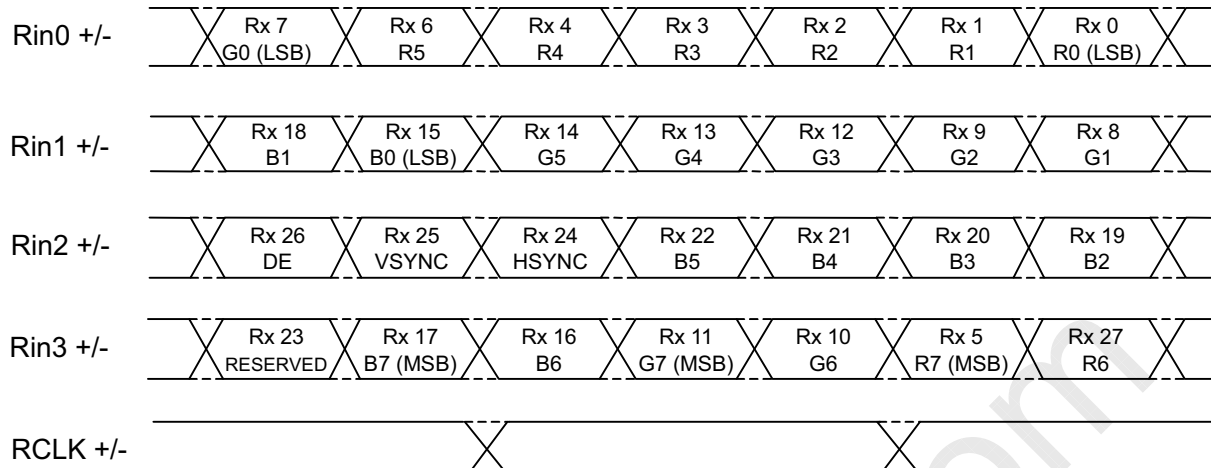 Rin0 +/-
Rx 7 Rx 6 Rx 4 Rx 3 Rx 2 Rx 1 Rx 0
G0 (LSB) R5 R4 R3 R2 R1 R0 (LSB)
Rin1 +/-
Rx 18 Rx 15 Rx 14 Rx 13 Rx 12 Rx 9 Rx 8
B1 B0 (LSB) G5 G4 G3 G2 G1
Rin2 +/-
Rx 26 Rx 25 Rx 24 Rx 22 Rx 21 Rx 20 Rx 19
DE VSYNC HSYNC B5 B4 B3 B2
Rin3 +/-
Rx 23 Rx 17 Rx 16 Rx 11 Rx 10 Rx 5 Rx 27
RESERVED B7 (MSB) B6 G7 (MSB) G6 R7 (MSB) R6
RCLK +/-